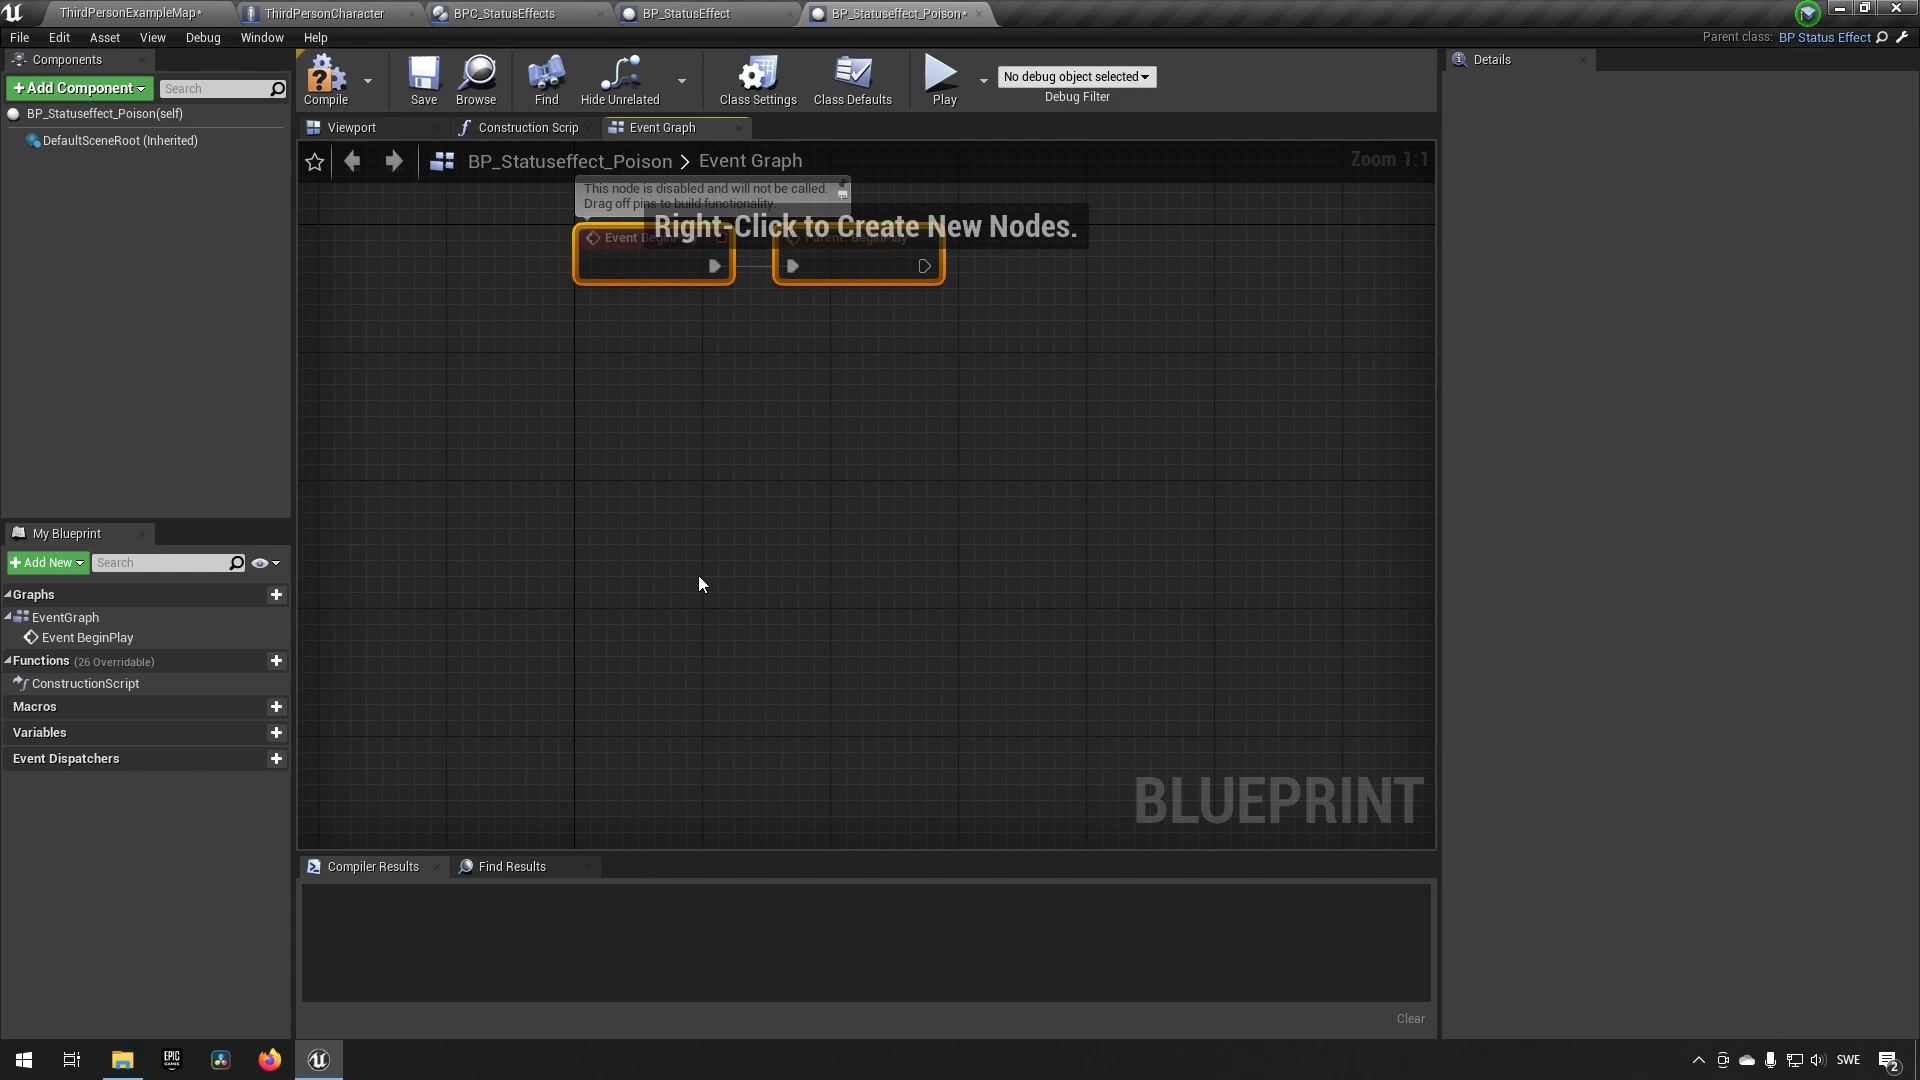 ThirdPersonExampleMap*
ThirdPersonCharacter
BPC_StatusEffects
BP_StatusEffect
BP_Statuseffect_Poison*
File
Edit
Asset
View
Debug
Window
Help
Parent class: BP Status Effect
Components
Add Component
Search
BP_Statuseffect_Poison(self)
DefaultSceneRoot (Inherited)
Compile
Save
Browse
Find
Hide Unrelated
Class Settings
Class Defaults
Play
No debug object selected
Debug Filter
Details
Viewport
Construction Scrip
Event Graph
BP_Statuseffect_Poison > Event Graph
Zoom 1:1
This node is disabled and will not be called.
Drag off pins to build functionality.
Right-Click to Create New Nodes.
Event BeginPlay
Parent: BeginPlay
BLUEPRINT
My Blueprint
Add New
Search
Graphs
EventGraph
Event BeginPlay
Functions (26 Overridable)
ConstructionScript
Macros
Variables
Event Dispatchers
Compiler Results
Find Results
Clear
EPIC
GAMES
SWE
2